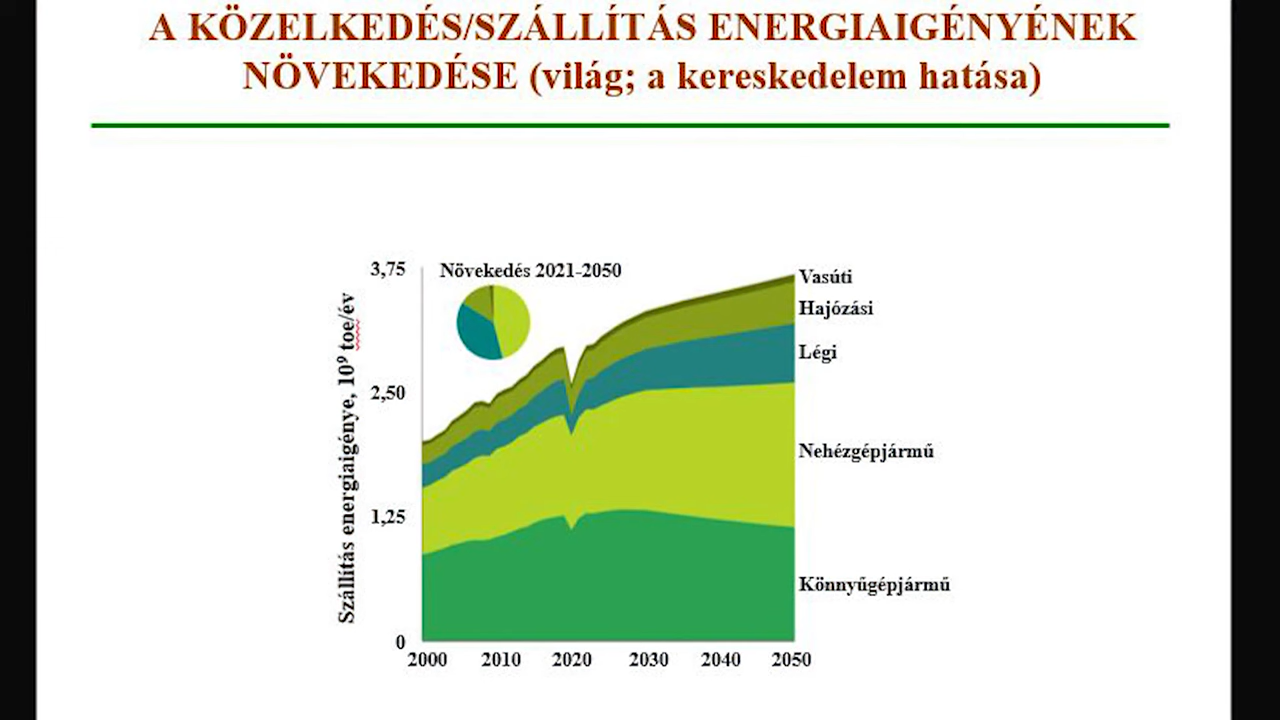 A KÖZELKEDÉS/SZÁLLÍTÁS ENERGIAIGÉNYÉNEK
NÖVEKEDÉSE (világ; a kereskedelem hatása)
Növekedés 2021-2050
Szállítás energiaigénye, 10⁹ toe/év
3,75
2,50
1,25
0
2000 2010 2020 2030 2040 2050
Vasúti
Hajózási
Légi
Nehézgépjármű
Könnyűgépjármű